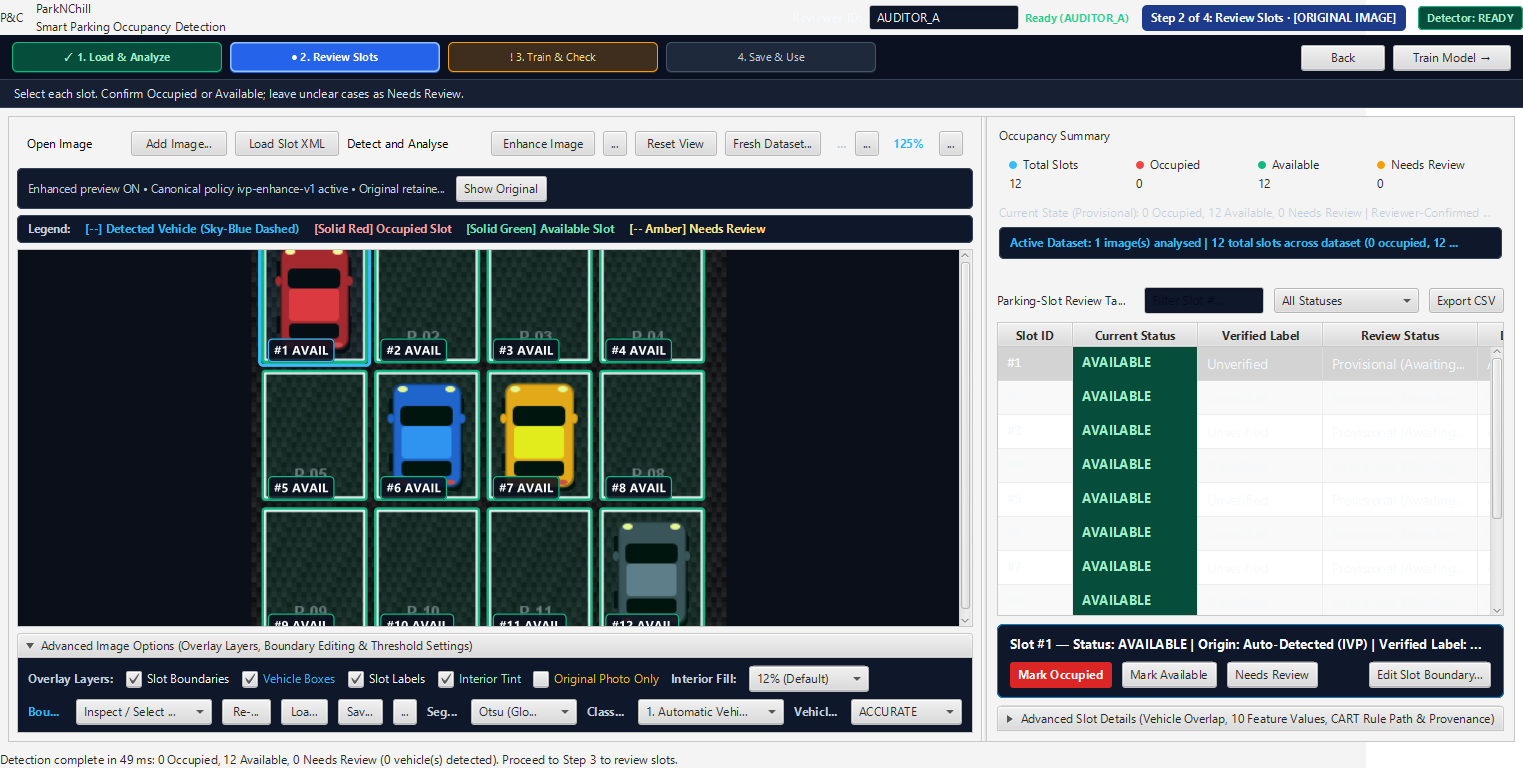 P&C
ParkNChill
Smart Parking Occupancy Detection
Reviewer ID:
AUDITOR_A
Ready (AUDITOR_A)
Step 2 of 4: Review Slots · [ORIGINAL IMAGE]
Detector: READY
✓ 1. Load & Analyze
● 2. Review Slots
! 3. Train & Check
4. Save & Use
Back
Train Model →
Select each slot. Confirm Occupied or Available; leave unclear cases as Needs Review.
Open Image
Add Image...
Load Slot XML
Detect and Analyse
Enhance Image
...
Reset View
Fresh Dataset...
...
...
125%
...
Enhanced preview ON • Canonical policy ivp-enhance-v1 active • Original retaine...
Show Original
Legend:
[--] Detected Vehicle (Sky-Blue Dashed)
[Solid Red] Occupied Slot
[Solid Green] Available Slot
[-- Amber] Needs Review
P 02
P 03
P 04
#1 AVAIL
#2 AVAIL
#3 AVAIL
#4 AVAIL
P 05
P 08
#5 AVAIL
#6 AVAIL
#7 AVAIL
#8 AVAIL
P 09
P 10
P 11
#9 AVAIL
#10 AVAIL
#11 AVAIL
#12 AVAIL
Advanced Image Options (Overlay Layers, Boundary Editing & Threshold Settings)
Overlay Layers:
Slot Boundaries
Vehicle Boxes
Slot Labels
Interior Tint
Original Photo Only
Interior Fill:
12% (Default)
Bou...
Inspect / Select ...
Re-...
Loa...
Sav...
...
Seg...
Otsu (Glo...
Class...
1. Automatic Vehi...
Vehicl...
ACCURATE
Occupancy Summary
Total Slots
Occupied
Available
Needs Review
12
0
12
0
Current State (Provisional): 0 Occupied, 12 Available, 0 Needs Review | Reviewer-Confirmed ...
Active Dataset: 1 image(s) analysed | 12 total slots across dataset (0 occupied, 12 ...
Parking-Slot Review Ta...
Filter Slot #...
All Statuses
Export CSV
Slot ID
Current Status
Verified Label
Review Status
#1
AVAILABLE
Unverified
Provisional (Awaiting...
AVAILABLE
#3
AVAILABLE
Unverified
Provisional (Awaiting...
AVAILABLE
#5
AVAILABLE
Unverified
Provisional (Awaiting...
AVAILABLE
#7
AVAILABLE
Unverified
Provisional (Awaiting...
AVAILABLE
Slot #1 — Status: AVAILABLE | Origin: Auto-Detected (IVP) | Verified Label: ...
Mark Occupied
Mark Available
Needs Review
Edit Slot Boundary...
Advanced Slot Details (Vehicle Overlap, 10 Feature Values, CART Rule Path & Provenance)
Detection complete in 49 ms: 0 Occupied, 12 Available, 0 Needs Review (0 vehicle(s) detected). Proceed to Step 3 to review slots.